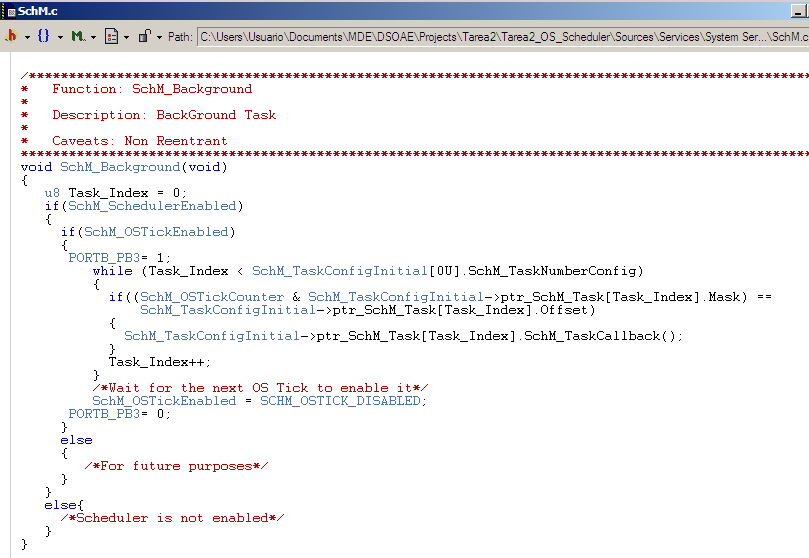 SchM.c
.h {} M.. Path: C:\Users\Usuario\Documents\MDE\DSOAE\Projects\Tarea2\Tarea2_OS_Scheduler\Sources\Services\System Ser...\SchM.c
/***************************************************************************************************
*   Function: SchM_Background
*
*   Description: BackGround Task
*
*   Caveats: Non Reentrant
****************************************************************************************************
void SchM_Background(void)
{
   u8 Task_Index = 0;
   if(SchM_SchedulerEnabled)
   {
     if(SchM_OSTickEnabled)
     {
      PORTB_PB3= 1;
         while (Task_Index < SchM_TaskConfigInitial[0U].SchM_TaskNumberConfig)
         {
           if((SchM_OSTickCounter & SchM_TaskConfigInitial->ptr_SchM_Task[Task_Index].Mask) ==
               SchM_TaskConfigInitial->ptr_SchM_Task[Task_Index].Offset)
           {
             SchM_TaskConfigInitial->ptr_SchM_Task[Task_Index].SchM_TaskCallback();
           }
           Task_Index++;
         }
         /*Wait for the next OS Tick to enable it*/
         SchM_OSTickEnabled = SCHM_OSTICK_DISABLED;
      PORTB_PB3= 0;
     }
     else
     {
        /*For future purposes*/
     }
   }
   else{
     /*Scheduler is not enabled*/
   }
}